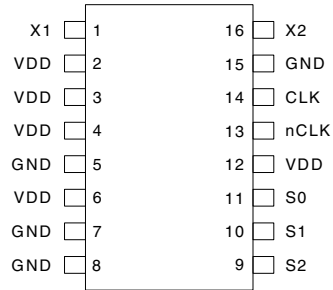 X1 1 16 X2
VDD 2 15 GND
VDD 3 14 CLK
VDD 4 13 nCLK
GND 5 12 VDD
VDD 6 11 S0
GND 7 10 S1
GND 8 9 S2